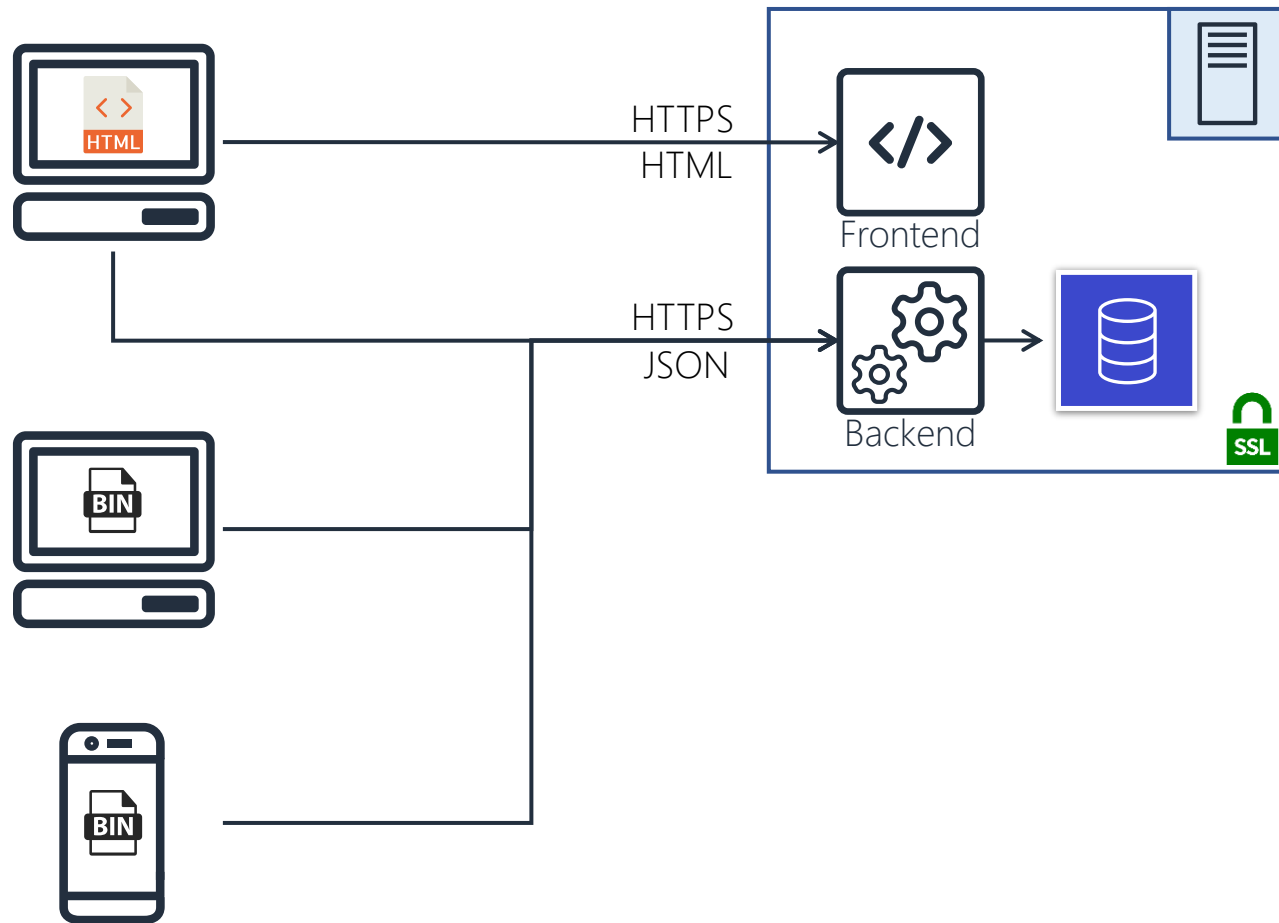 HTTPS
HTML
HTML
Frontend
HTTPS
JSON
Backend
SSL
BIN
BIN